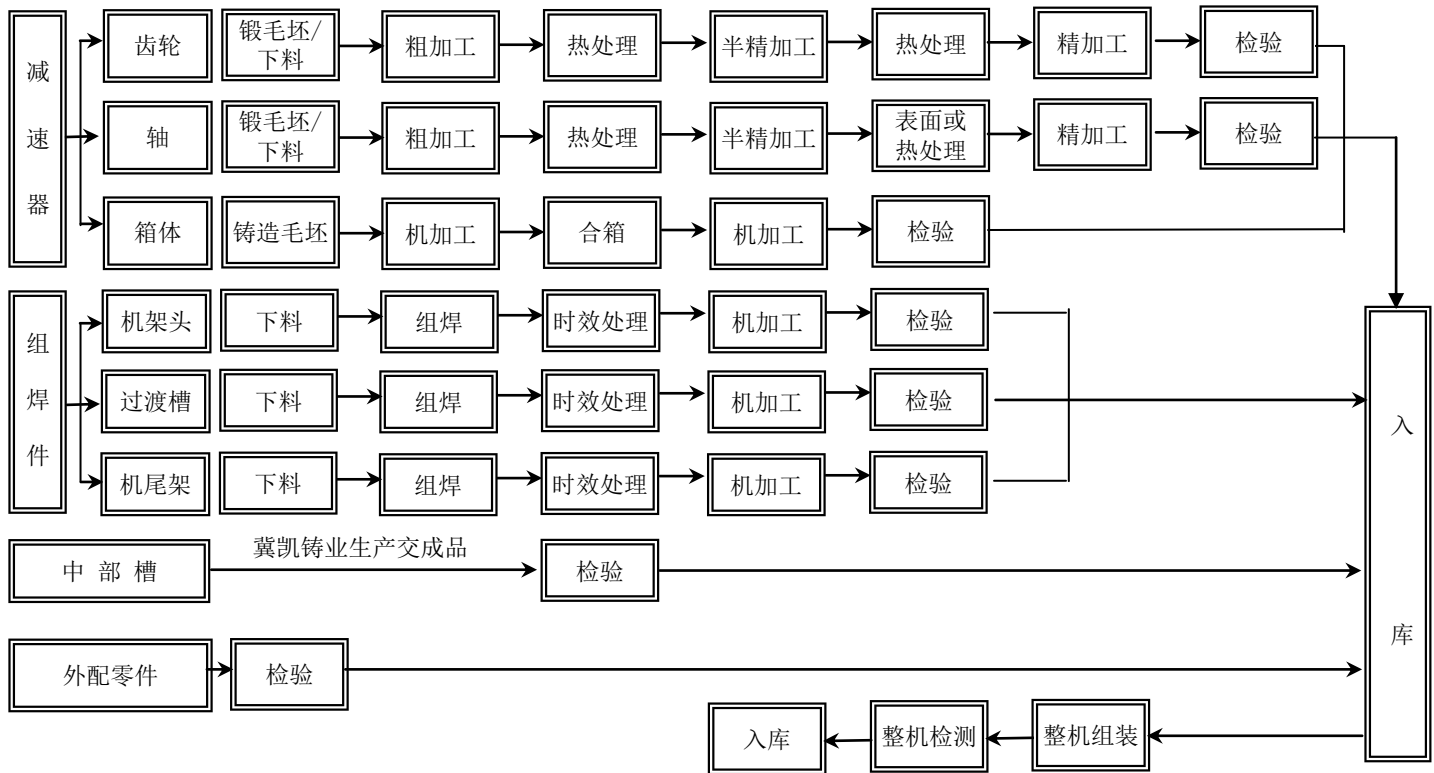 减速器
齿轮
锻毛坯/
下料
粗加工
热处理
半精加工
热处理
精加工
检验
轴
锻毛坯/
下料
粗加工
热处理
半精加工
表面或
热处理
精加工
检验
箱体
铸造毛坯
机加工
合箱
机加工
检验
组焊件
机架头
下料
组焊
时效处理
机加工
检验
过渡槽
下料
组焊
时效处理
机加工
检验
机尾架
下料
组焊
时效处理
机加工
检验
中 部 槽
冀凯铸业生产交成品
检验
外配零件
检验
入库
整机组装
整机检测
入库